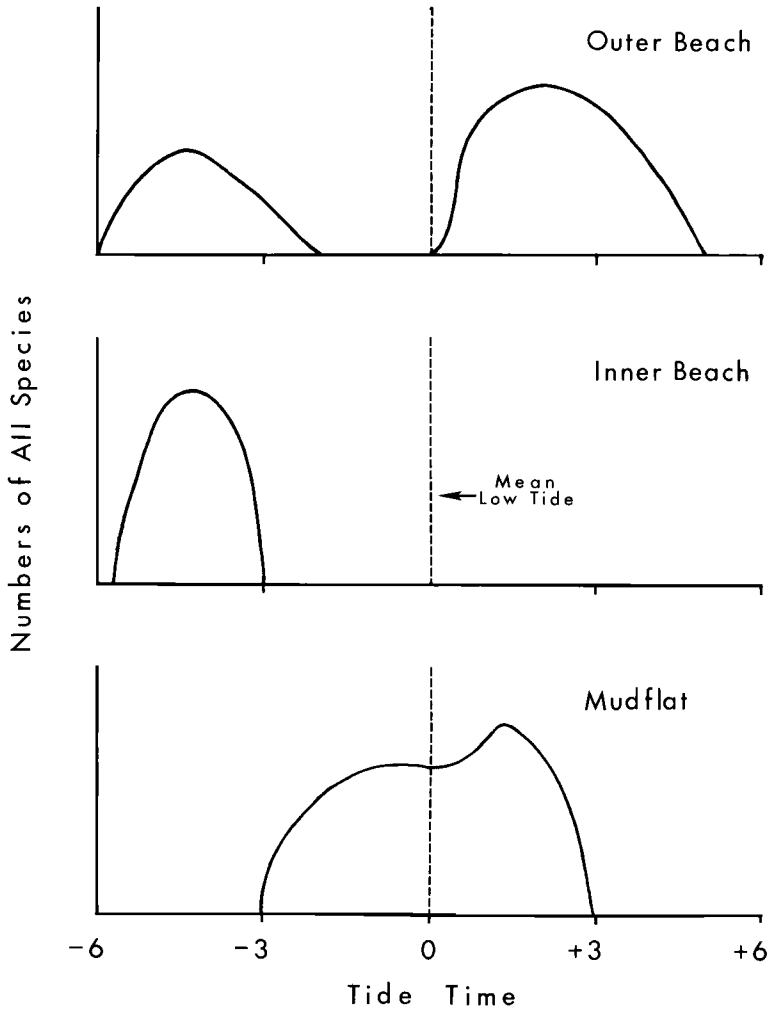 Outer Beach
Numbers of All Species
Inner Beach
Mean
Low Tide
Mudflat
−6 −3 0 +3 +6
Tide Time